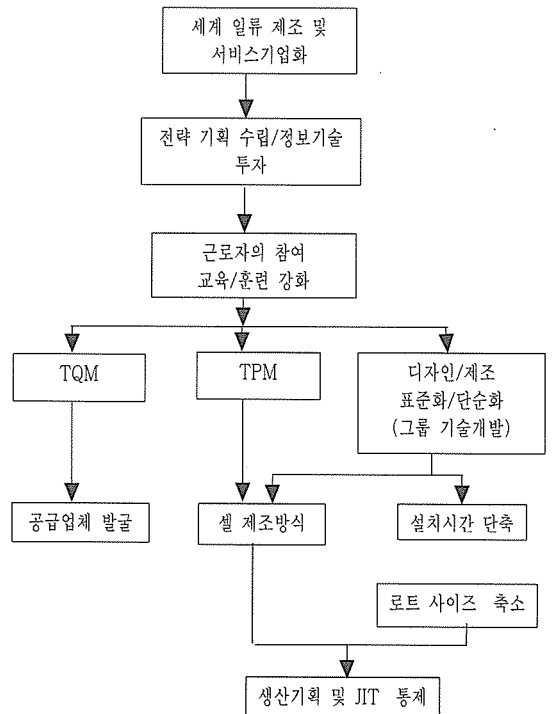 세계 일류 제조 및
서비스기업화
전략 기획 수립/정보기술
투자
근로자의 참여
교육/훈련 강화
TQM
TPM
디자인/제조
표준화/단순화
(그룹 기술개발)
공급업체 발굴
셀 제조방식
설치시간 단축
로트 사이즈 축소
생산기획 및 JIT 통제